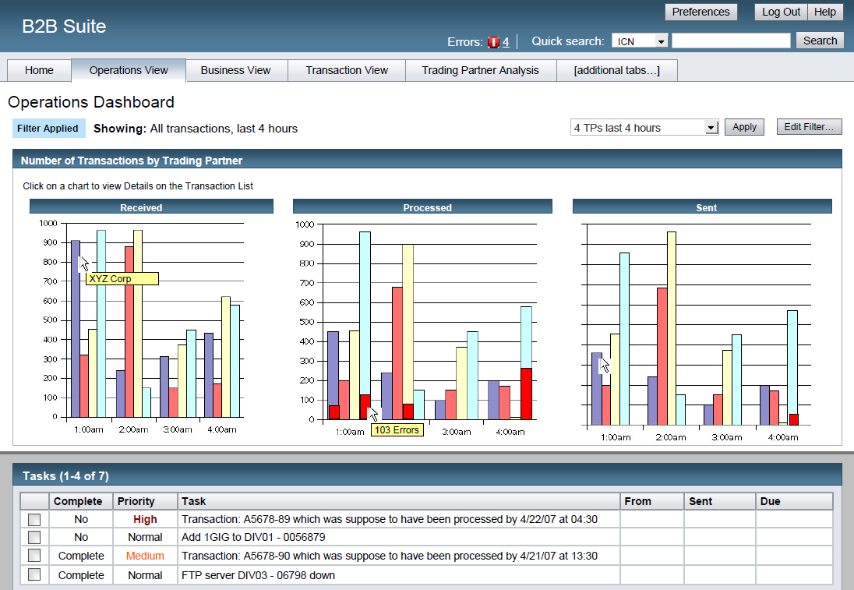 Preferences Log Out Help
B2B Suite
Errors: 4 Quick search: ICN Search
Home Operations View Business View Transaction View Trading Partner Analysis [additional tabs...]
Operations Dashboard
Filter Applied Showing: All transactions, last 4 hours 4 TPs last 4 hours Apply Edit Filter...
Number of Transactions by Trading Partner
Click on a chart to view Details on the Transaction List
Received
1000
900
800
700
600
500
400
300
200
100
0
XYZ Corp
1:00am 2:00am 3:00am 4:00am
Processed
1000
900
800
700
600
500
400
300
200
100
0
103 Errors
1:00am 3:00am 4:00am
Sent
1:00am 2:00am 3:00am 4:00am
Tasks (1-4 of 7)
Complete Priority Task From Sent Due
No High Transaction: A5678-89 which was suppose to have been processed by 4/22/07 at 04:30
No Normal Add 1GIG to DIV01 - 0056879
Complete Medium Transaction: A5678-90 which was suppose to have been processed by 4/21/07 at 13:30
Complete Normal FTP server DIV03 - 06798 down